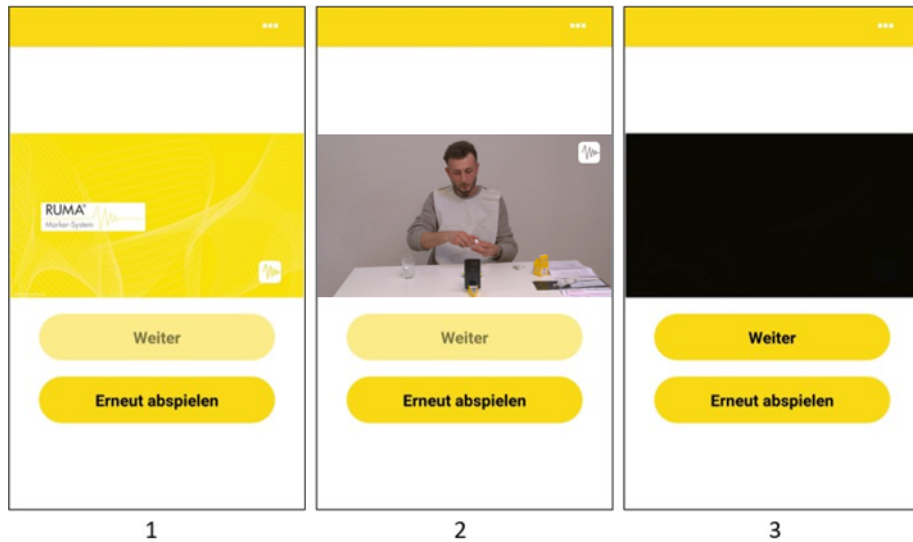 RUMA®
Marker-System
Weiter
Erneut abspielen
1
Weiter
Erneut abspielen
2
Weiter
Erneut abspielen
3